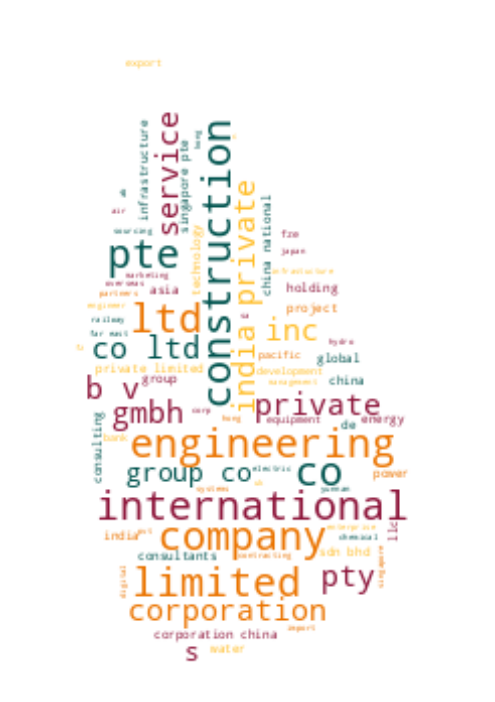 export
service
infrastructure
singapore pte
hong
construction
air
sourcing
pte
technology
india private
china national
fze
japan
infrastucture
marketing
overseas
partners
asia
holding
engineer
ltd
a
project
railway
far east
inc
hydro
co ltd
pacific
global
private limited
development
group
management
china
b v
gmbh
corp
hong
private
equipment
de
energy
consulting
bank
engineering
group co
electric
co
power
systems
yunnan
international
india
company
enterprise
chemical
llc
consultants
contracting
sdn bhd
singapore
digital
limited
pty
corporation
import
corporation china
s
water